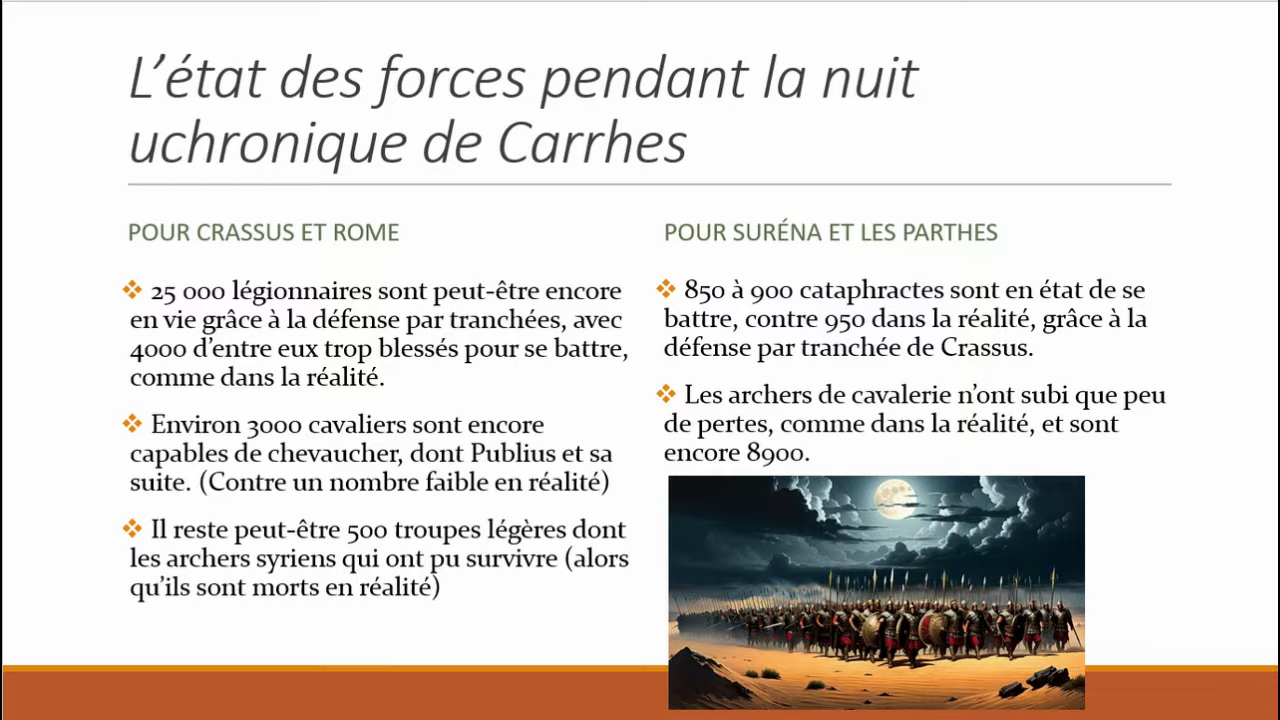 L’état des forces pendant la nuit
uchronique de Carrhes
POUR CRASSUS ET ROME
❖ 25 000 légionnaires sont peut-être encore
en vie grâce à la défense par tranchées, avec
4000 d’entre eux trop blessés pour se battre,
comme dans la réalité.
❖ Environ 3000 cavaliers sont encore
capables de chevaucher, dont Publius et sa
suite. (Contre un nombre faible en réalité)
❖ Il reste peut-être 500 troupes légères dont
les archers syriens qui ont pu survivre (alors
qu’ils sont morts en réalité)
POUR SURÉNA ET LES PARTHES
❖ 850 à 900 cataphractes sont en état de se
battre, contre 950 dans la réalité, grâce à la
défense par tranchée de Crassus.
❖ Les archers de cavalerie n’ont subi que peu
de pertes, comme dans la réalité, et sont
encore 8900.